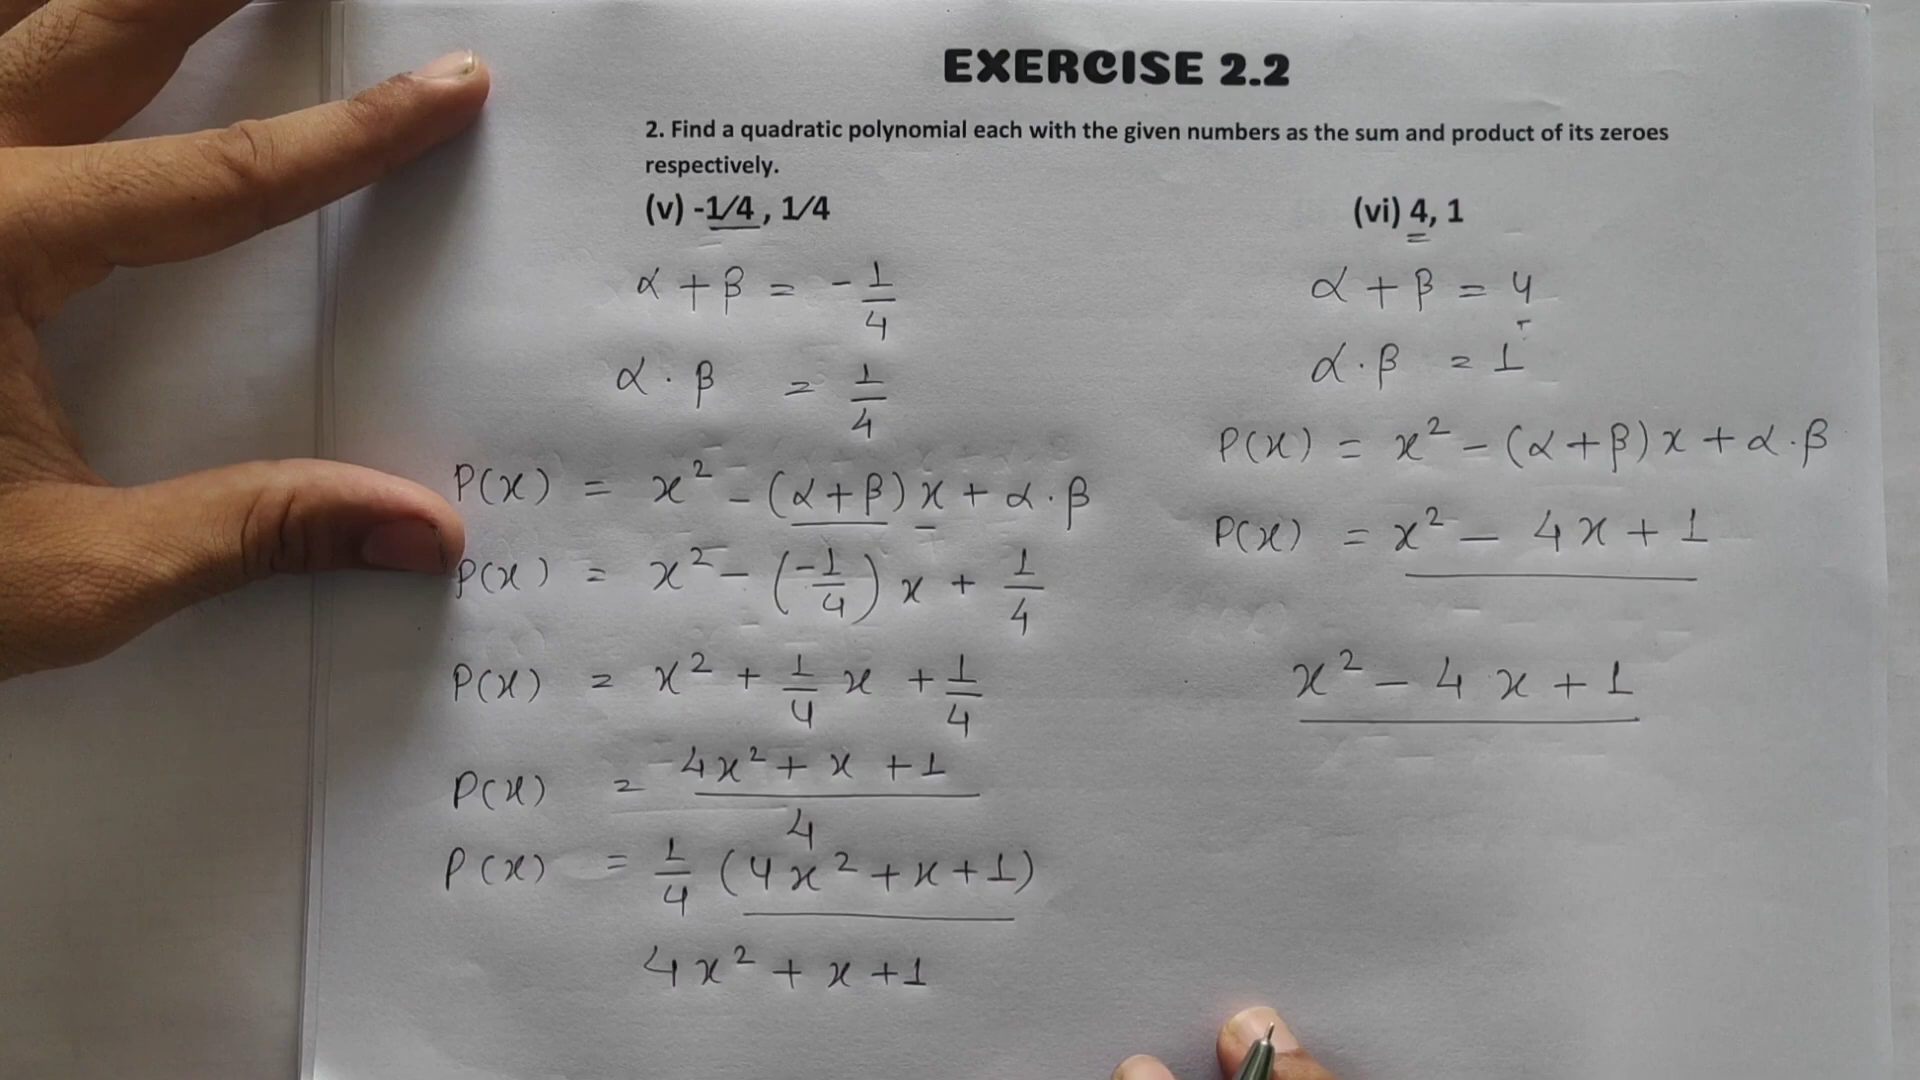 EXERCISE 2.2
2. Find a quadratic polynomial each with the given numbers as the sum and product of its zeroes
respectively.
(v) -1/4 , 1/4
α + β = - 1/4
α . β = 1/4
P(x) = x² - (α+β) x + α . β
P(x) = x² - (-1/4) x + 1/4
P(x) = x² + 1/4 x + 1/4
P(x) = 4x² + x + 1 / 4
P(x) = 1/4 (4x² + x + 1)
4x² + x + 1
(vi) 4, 1
α + β = 4
α . β = 1
P(x) = x² - (α+β) x + α . β
P(x) = x² - 4x + 1
x² - 4x + 1